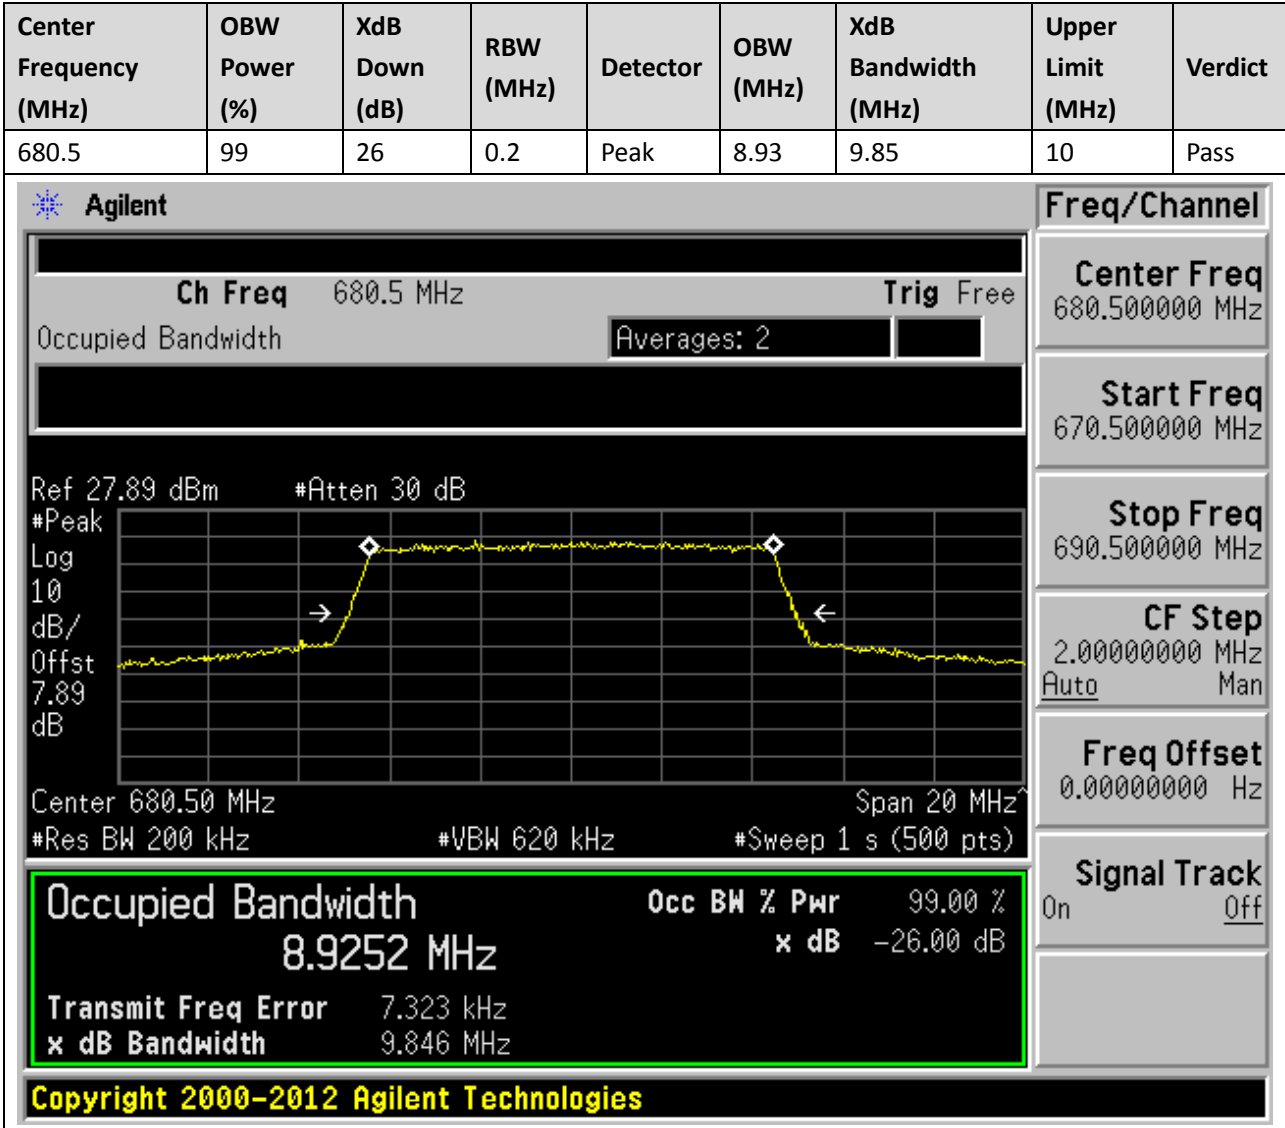 Center Frequency (MHz) OBW Power (%) XdB Down (dB) RBW (MHz) Detector OBW (MHz) XdB Bandwidth (MHz) Upper Limit (MHz) Verdict
680.5 99 26 0.2 Peak 8.93 9.85 10 Pass
Agilent
Freq/Channel
Ch Freq 680.5 MHz Trig Free
Occupied Bandwidth Averages: 2
Center Freq
680.500000 MHz
Start Freq
670.500000 MHz
Stop Freq
690.500000 MHz
CF Step
2.00000000 MHz
Auto Man
Freq Offset
0.00000000 Hz
Signal Track
On Off
Ref 27.89 dBm #Atten 30 dB
#Peak
Log
10
dB/
Offst
7.89
dB
Center 680.50 MHz Span 20 MHz^
#Res BW 200 kHz #VBW 620 kHz #Sweep 1 s (500 pts)
Occupied Bandwidth Occ BW % Pwr 99.00 %
8.9252 MHz x dB -26.00 dB
Transmit Freq Error 7.323 kHz
x dB Bandwidth 9.846 MHz
Copyright 2000-2012 Agilent Technologies